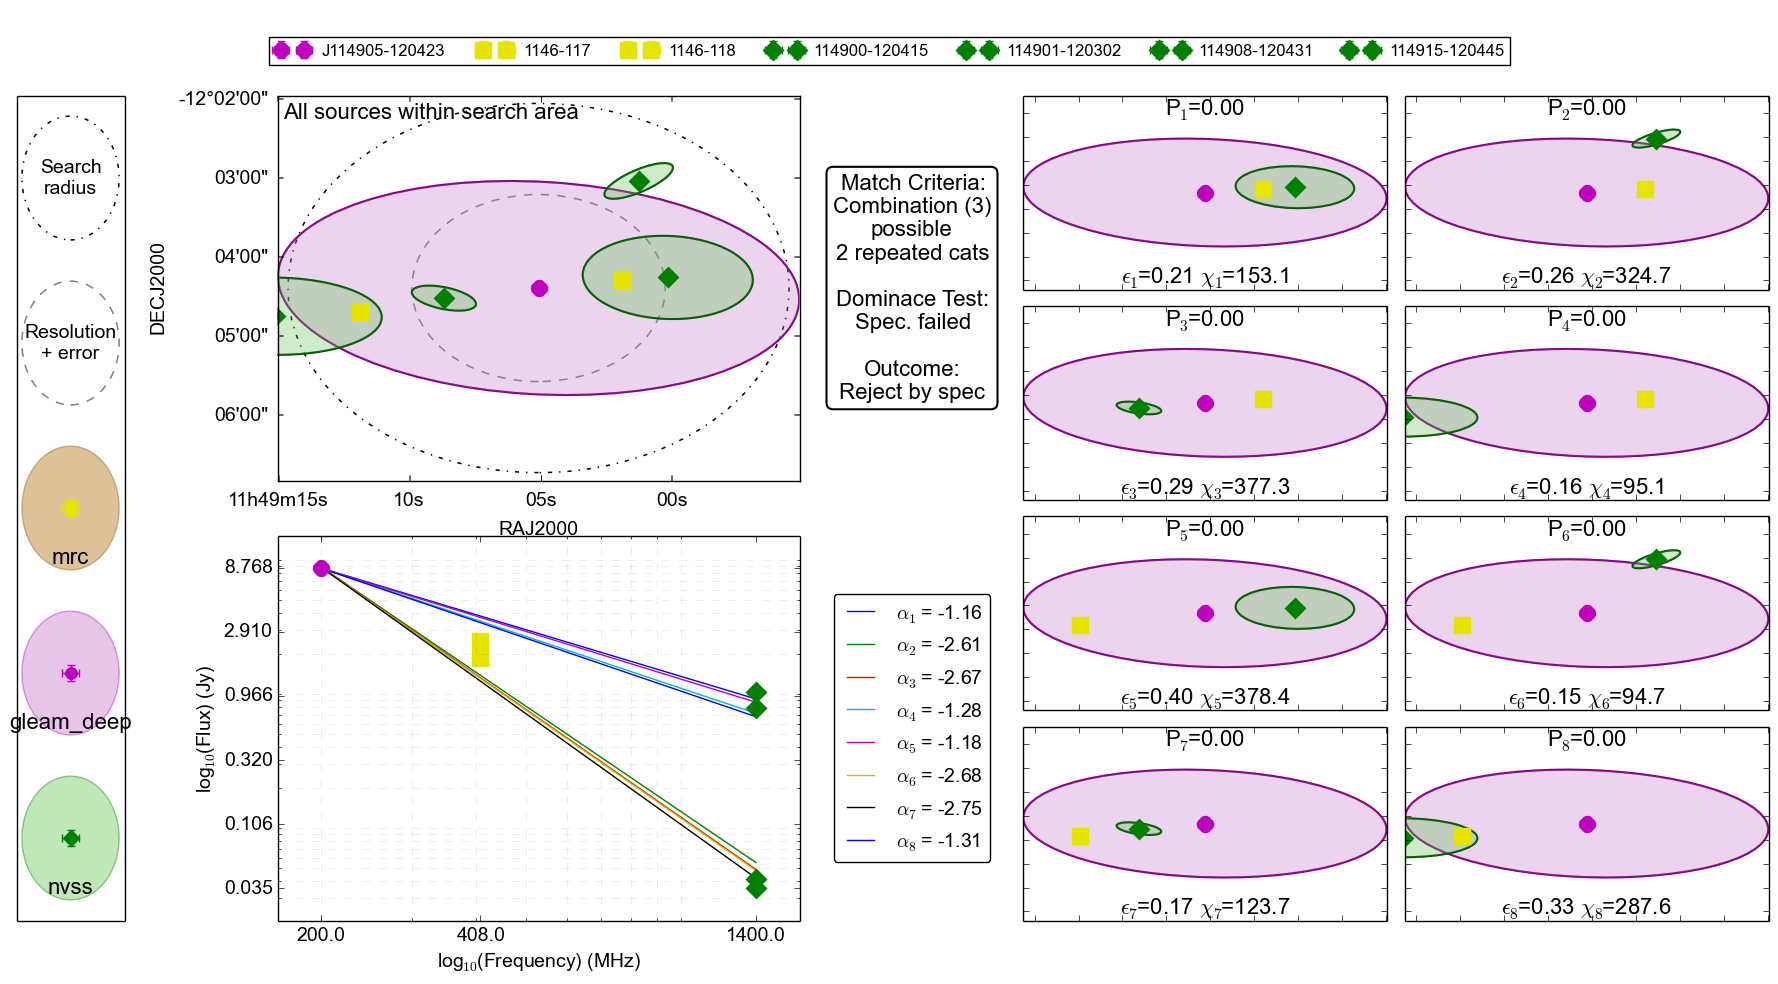 J114905-120423 1146-117 1146-118 114900-120415 114901-120302 114908-120431 114915-120445
Search
radius
Resolution
+ error
mrc
gleam_deep
nvss
All sources within search area
-12°02'00"
03'00"
04'00"
05'00"
06'00"
DECJ2000
11h49m15s 10s 05s 00s
RAJ2000
Match Criteria:
Combination (3)
possible
2 repeated cats
Dominace Test:
Spec. failed
Outcome:
Reject by spec
8.768
2.910
0.966
0.320
0.106
0.035
log₁₀(Flux) (Jy)
200.0 408.0 1400.0
log₁₀(Frequency) (MHz)
α₁ = -1.16
α₂ = -2.61
α₃ = -2.67
α₄ = -1.28
α₅ = -1.18
α₆ = -2.68
α₇ = -2.75
α₈ = -1.31
P₁=0.00
ϵ₁=0.21 χ₁=153.1
P₂=0.00
ϵ₂=0.26 χ₂=324.7
P₃=0.00
ϵ₃=0.29 χ₃=377.3
P₄=0.00
ϵ₄=0.16 χ₄=95.1
P₅=0.00
ϵ₅=0.40 χ₅=378.4
P₆=0.00
ϵ₆=0.15 χ₆=94.7
P₇=0.00
ϵ₇=0.17 χ₇=123.7
P₈=0.00
ϵ₈=0.33 χ₈=287.6